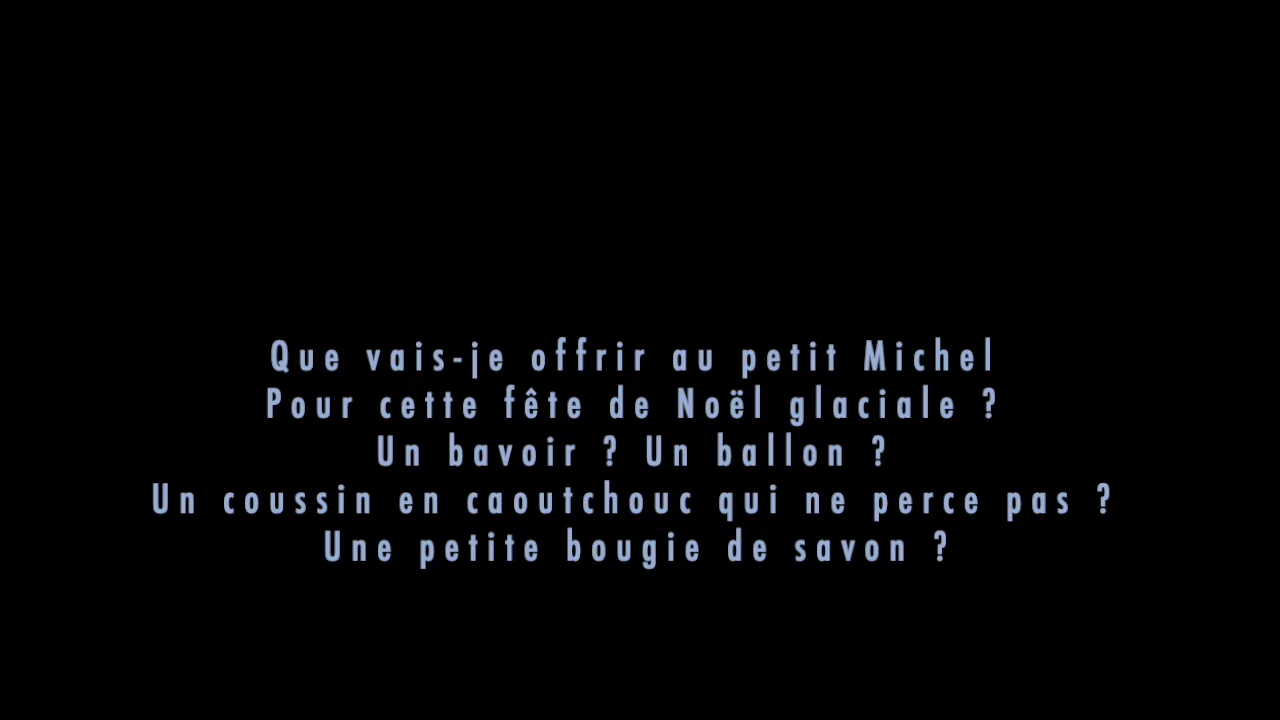 Que vais-je offrir au petit Michel
Pour cette fête de Noël glaciale ?
Un bavoir ? Un ballon ?
Un coussin en caoutchouc qui ne perce pas ?
Une petite bougie de savon ?